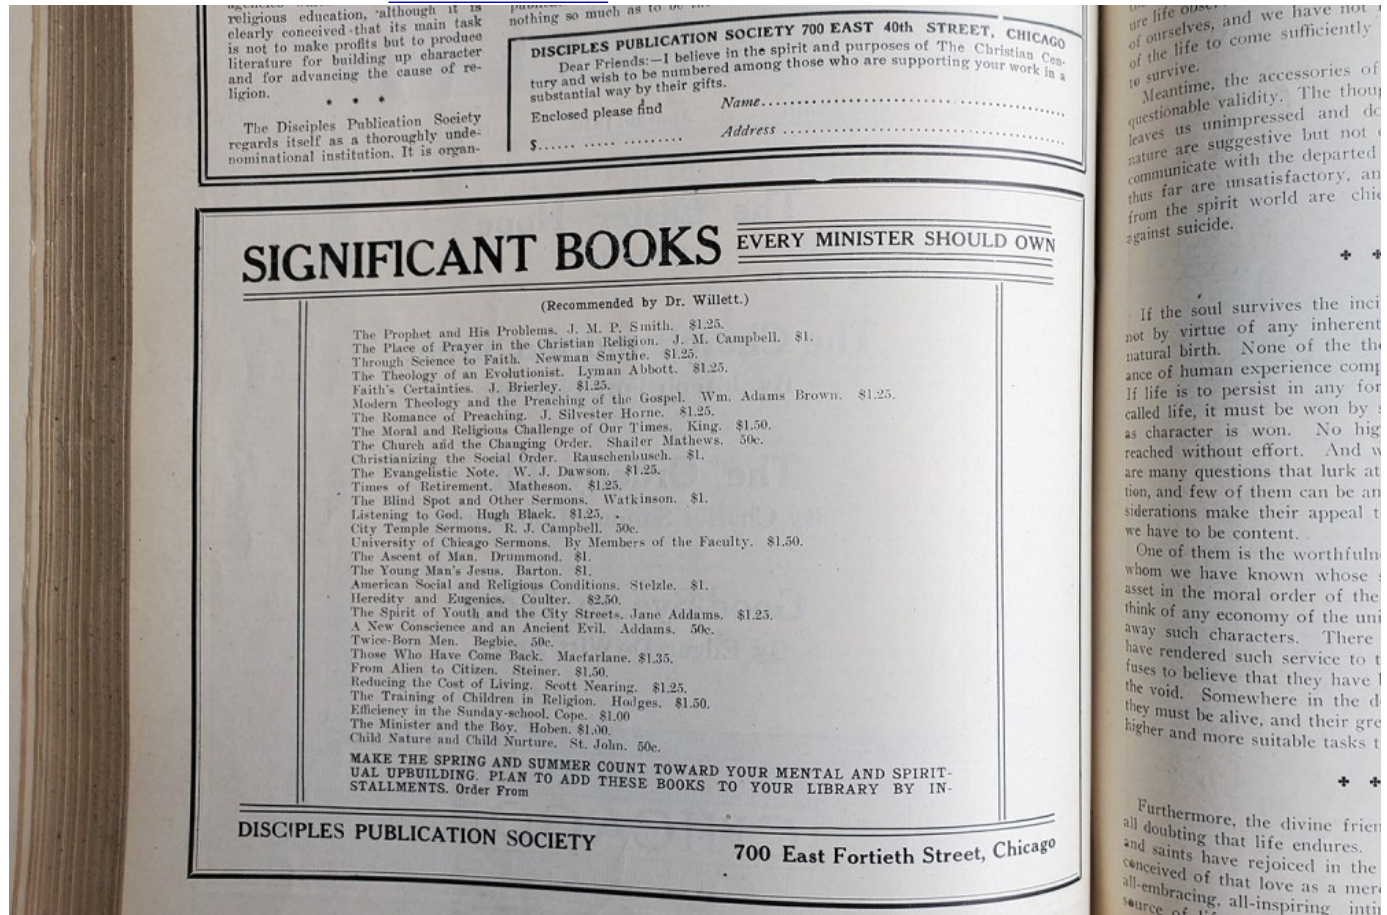 religious education, although it is
clearly conceived that its main task
is not to make profits but to produce
literature for building up character
and for advancing the cause of re-
ligion.
* * *
The Disciples Publication Society
regards itself as a thoroughly unde-
nominational institution. It is organ-
nothing so much as to be
DISCIPLES PUBLICATION SOCIETY 700 EAST 40th STREET, CHICAGO
Dear Friends:—I believe in the spirit and purposes of The Christian Cen-
tury and wish to be numbered among those who are supporting your work in a
substantial way by their gifts.
Enclosed please find
Name
$
Address
SIGNIFICANT BOOKS EVERY MINISTER SHOULD OWN
(Recommended by Dr. Willett.)
The Prophet and His Problems. J. M. P. Smith. $1.25.
The Place of Prayer in the Christian Religion. J. M. Campbell. $1.
Through Science to Faith. Newman Smythe. $1.25.
The Theology of an Evolutionist. Lyman Abbott. $1.25.
Faith's Certainties. J. Brierley. $1.25.
Modern Theology and the Preaching of the Gospel. Wm. Adams Brown. $1.25.
The Romance of Preaching. J. Silvester Horne. $1.25.
The Moral and Religious Challenge of Our Times. King. $1.50.
The Church and the Changing Order. Shailer Mathews. 50c.
Christianizing the Social Order. Rauschenbusch. $1.
The Evangelistic Note. W. J. Dawson. $1.25.
Times of Retirement. Matheson. $1.25.
The Blind Spot and Other Sermons. Watkinson. $1.
Listening to God. Hugh Black. $1.25.
City Temple Sermons. R. J. Campbell. 50c.
University of Chicago Sermons. By Members of the Faculty. $1.50.
The Ascent of Man. Drummond. $1.
The Young Man's Jesus. Barton. $1.
American Social and Religious Conditions. Stelzle. $1.
Heredity and Eugenics. Coulter. $2.50.
The Spirit of Youth and the City Streets. Jane Addams. $1.25.
A New Conscience and an Ancient Evil. Addams. 50c.
Twice-Born Men. Begbie. 50c.
Those Who Have Come Back. Macfarlane. $1.35.
From Alien to Citizen. Steiner. $1.50.
Reducing the Cost of Living. Scott Nearing. $1.25.
The Training of Children in Religion. Hodges. $1.50.
Efficiency in the Sunday-school. Cope. $1.00
The Minister and the Boy. Hoben. $1.00.
Child Nature and Child Nurture. St. John. 50c.
MAKE THE SPRING AND SUMMER COUNT TOWARD YOUR MENTAL AND SPIRIT-
UAL UPBUILDING. PLAN TO ADD THESE BOOKS TO YOUR LIBRARY BY IN-
STALLMENTS. Order From
DISCIPLES PUBLICATION SOCIETY
700 East Fortieth Street, Chicago
ure life
of ourselves, and we have not
of the life to come sufficiently
to survive.
Meantime, the accessories of
questionable validity. The
leaves us unimpressed and
nature are suggestive but not
communicate with the departed
thus far are unsatisfactory,
from the spirit world are
against suicide.
If the soul survives the
not by virtue of any inherent
natural birth. None of the
ance of human experience
If life is to persist in any
called life, it must be won by
as character is won. No
reached without effort. And
are many questions that lurk
tion, and few of them can be
siderations make their appeal
we have to be content.
One of them is the
whom we have known whose
asset in the moral order of the
think of any economy of the
away such characters. There
have rendered such service to
fuses to believe that they have
the void. Somewhere in the
they must be alive, and their
higher and more suitable tasks
Furthermore, the divine
all doubting that life endures.
and saints have rejoiced in the
conceived of that love as a
all-embracing, all-inspiring,
source of